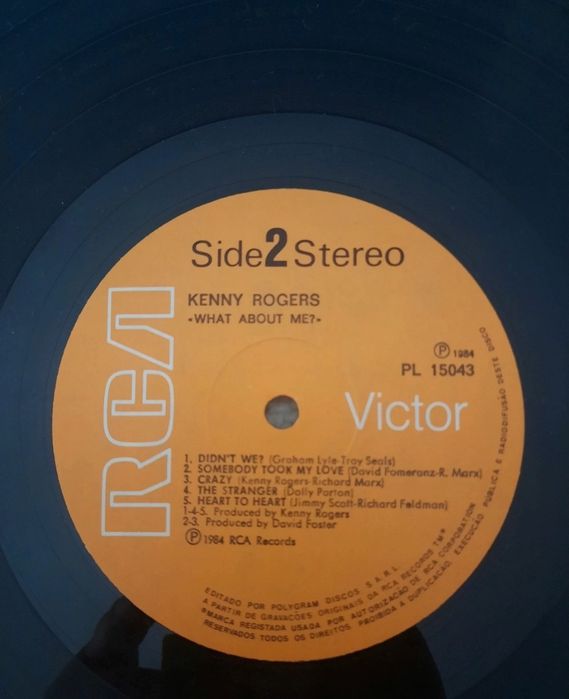 Side 2 Stereo
KENNY ROGERS
•WHAT ABOUT ME?•
Ⓟ 1984
PL 15043
RCA
Victor
1. DIDN'T WE? (Graham Lyle-Troy Seals)
2. SOMEBODY TOOK MY LOVE (David Pomeranz-R. Marx)
3. CRAZY (Kenny Rogers-Richard Marx)
4. THE STRANGER (Dolly Parton)
5. HEART TO HEART (Jimmy Scott-Richard Feldman)
1-4-5. Produced by Kenny Rogers
2-3. Produced by David Foster
Ⓟ 1984 RCA Records
EDITADO POR POLYGRAM DISCOS S.A.R.L.
A PARTIR DE GRAVAÇÕES ORIGINAIS DA RCA RECORDS TM®
®MARCA REGISTADA USADA POR AUTORIZAÇÃO DE RCA CORPORATION
RESERVADOS TODOS OS DIREITOS. PROIBIDA A DUPLICAÇÃO, EXECUÇÃO PUBLICA E RADIODIFUSÃO DESTE DISCO